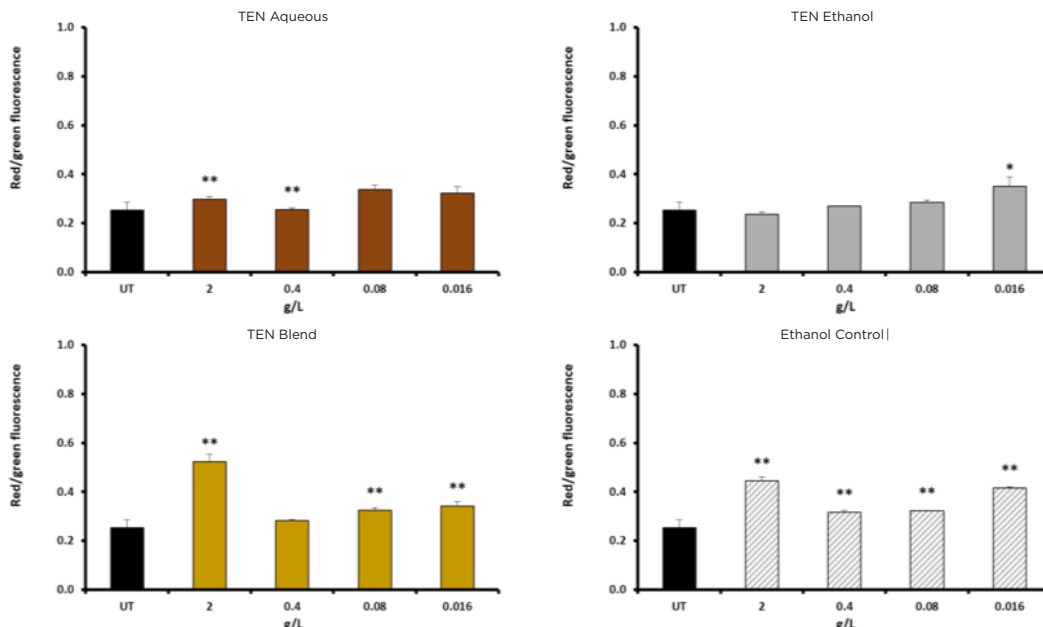 TEN Aqueous
Red/green fluorescence
1.0
0.8
0.6
0.4
0.2
0.0
** **
UT 2 0.4 0.08 0.016
g/L
TEN Ethanol
Red/green fluorescence
1.0
0.8
0.6
0.4
0.2
0.0
*
UT 2 0.4 0.08 0.016
g/L
TEN Blend
Red/green fluorescence
1.0
0.8
0.6
0.4
0.2
0.0
** ** **
UT 2 0.4 0.08 0.016
g/L
Ethanol Control|
Red/green fluorescence
1.0
0.8
0.6
0.4
0.2
0.0
** ** ** **
UT 2 0.4 0.08 0.016
g/L